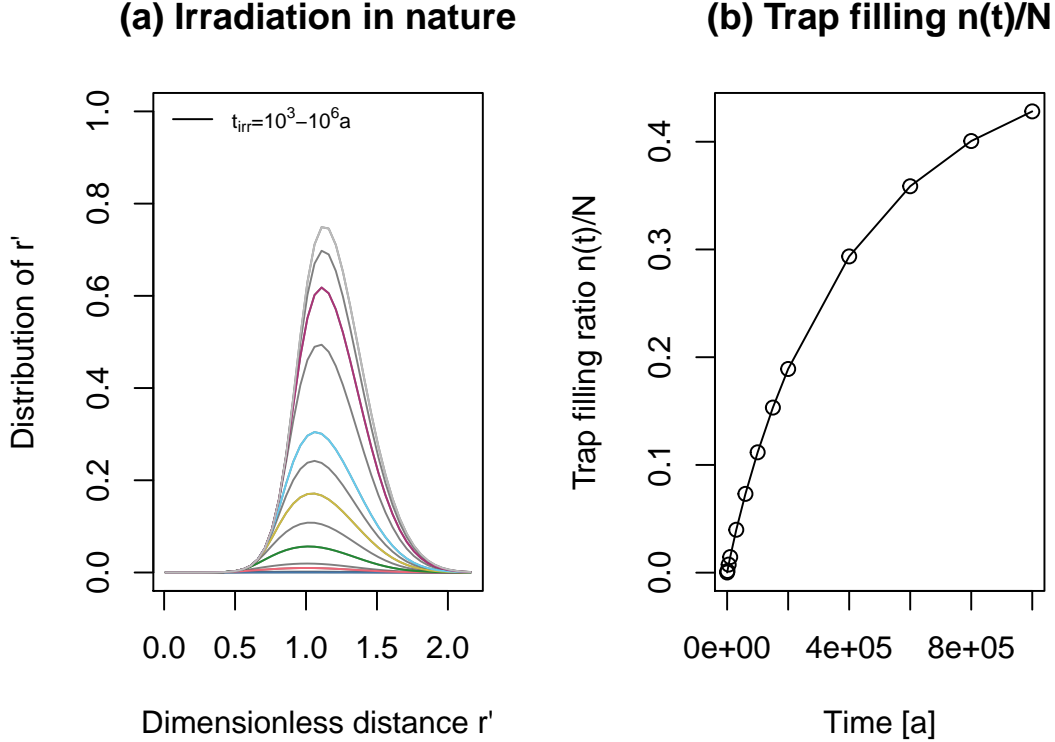 (a) Irradiation in nature
t_irr=10^3−10^6a
1.0
0.8
0.6
0.4
0.2
0.0
Distribution of r'
0.0 0.5 1.0 1.5 2.0
Dimensionless distance r'
(b) Trap filling n(t)/N
0.4
0.3
0.2
0.1
0.0
Trap filling ratio n(t)/N
0e+00 4e+05 8e+05
Time [a]